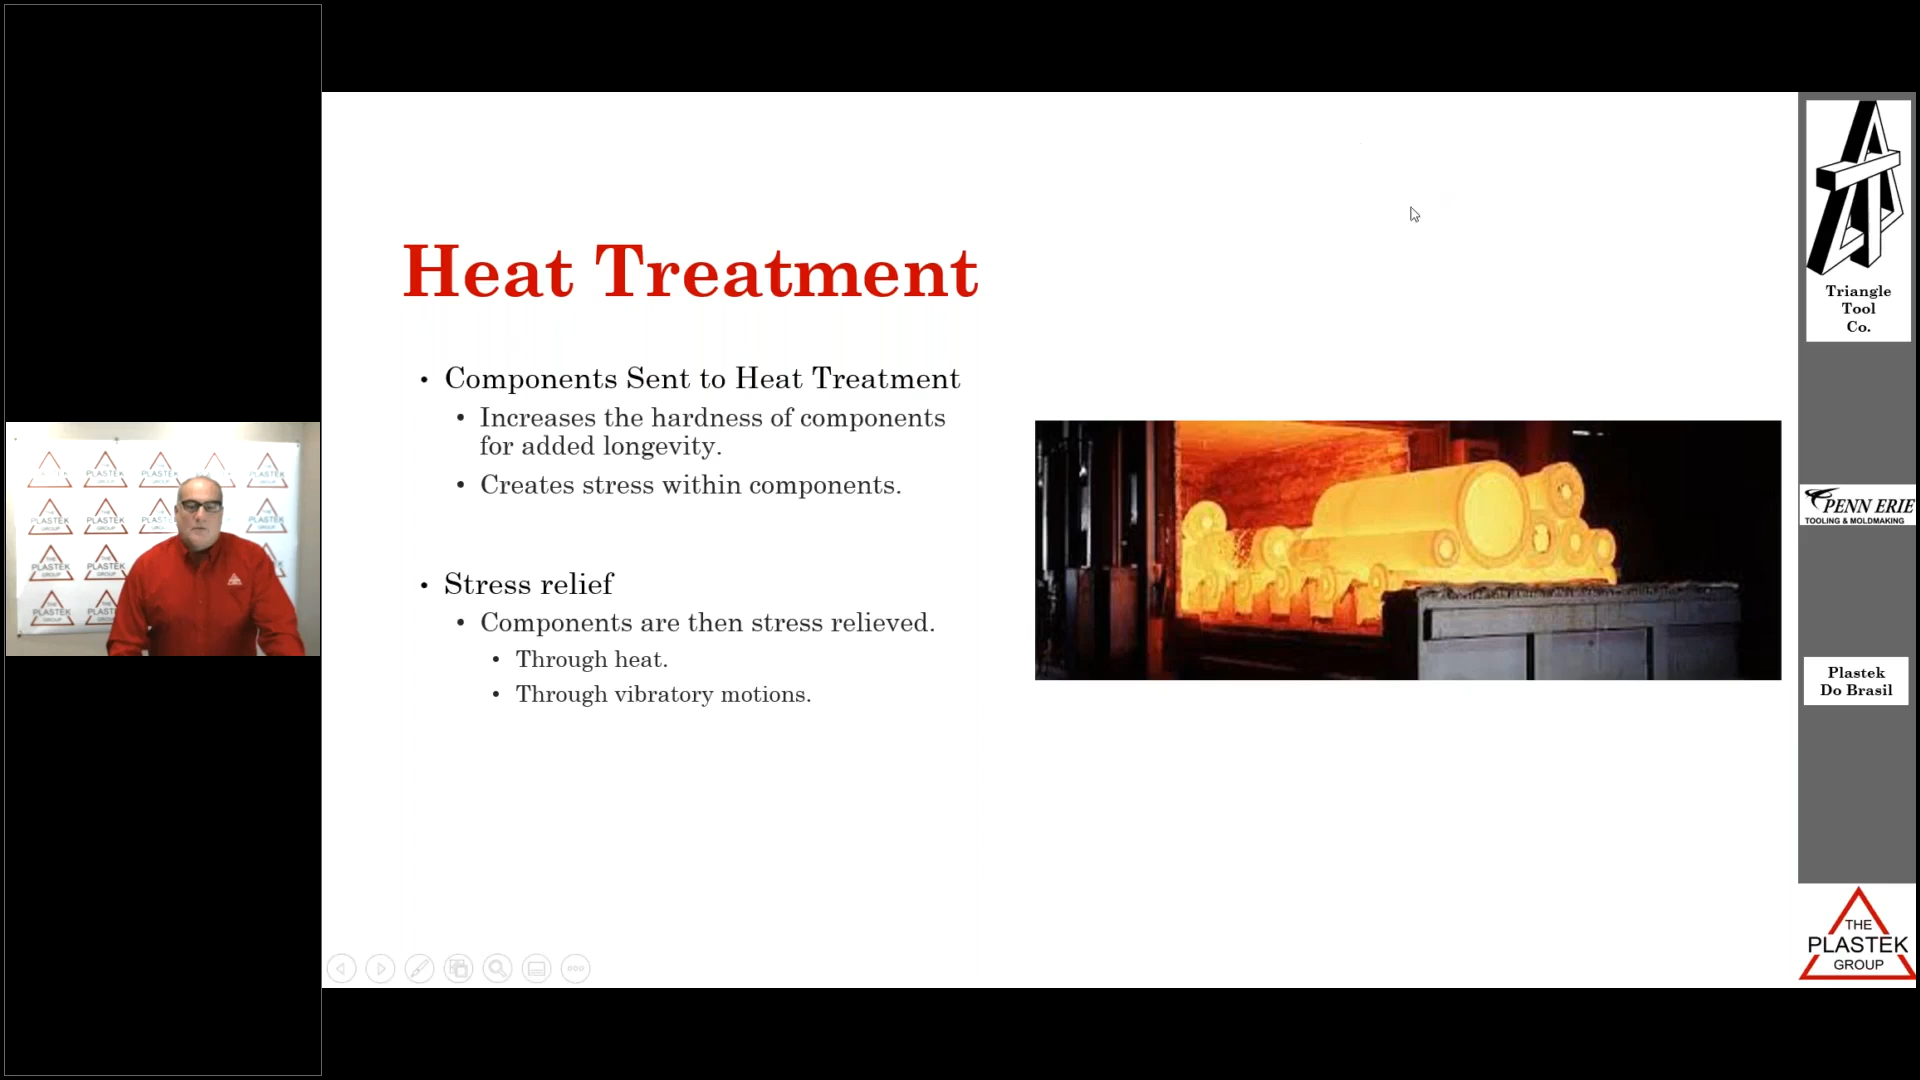 Heat Treatment
• Components Sent to Heat Treatment
• Increases the hardness of components
for added longevity.
• Creates stress within components.
• Stress relief
• Components are then stress relieved.
• Through heat.
• Through vibratory motions.
Triangle
Tool
Co.
PENN ERIE
TOOLING & MOLDMAKING
Plastek
Do Brasil
THE
PLASTEK
GROUP